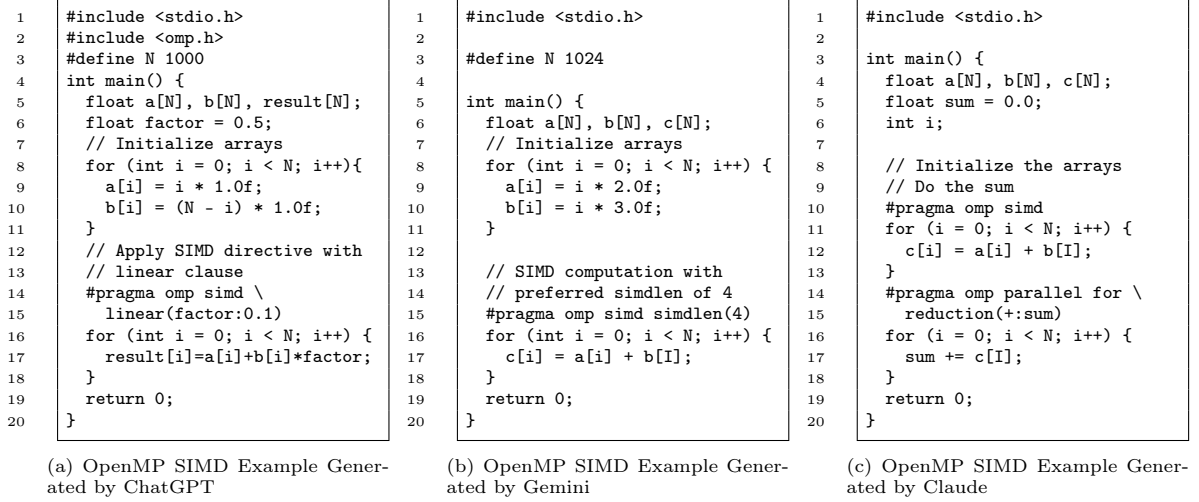 1 #include <stdio.h>
2 #include <omp.h>
3 #define N 1000
4 int main() {
5   float a[N], b[N], result[N];
6   float factor = 0.5;
7   // Initialize arrays
8   for (int i = 0; i < N; i++){
9     a[i] = i * 1.0f;
10     b[i] = (N - i) * 1.0f;
11   }
12   // Apply SIMD directive with
13   // linear clause
14   #pragma omp simd \
15     linear(factor:0.1)
16   for (int i = 0; i < N; i++) {
17     result[i]=a[i]+b[i]*factor;
18   }
19   return 0;
20 }
(a) OpenMP SIMD Example Gener-
ated by ChatGPT
1 #include <stdio.h>
2
3 #define N 1024
4
5 int main() {
6   float a[N], b[N], c[N];
7   // Initialize arrays
8   for (int i = 0; i < N; i++) {
9     a[i] = i * 2.0f;
10     b[i] = i * 3.0f;
11   }
12
13   // SIMD computation with
14   // preferred simdlen of 4
15   #pragma omp simd simdlen(4)
16   for (int i = 0; i < N; i++) {
17     c[i] = a[i] + b[I];
18   }
19   return 0;
20 }
(b) OpenMP SIMD Example Gener-
ated by Gemini
1 #include <stdio.h>
2
3 int main() {
4   float a[N], b[N], c[N];
5   float sum = 0.0;
6   int i;
7
8   // Initialize the arrays
9   // Do the sum
10   #pragma omp simd
11   for (i = 0; i < N; i++) {
12     c[i] = a[i] + b[I];
13   }
14   #pragma omp parallel for \
15     reduction(+:sum)
16   for (i = 0; i < N; i++) {
17     sum += c[I];
18   }
19   return 0;
20 }
(c) OpenMP SIMD Example Gener-
ated by Claude